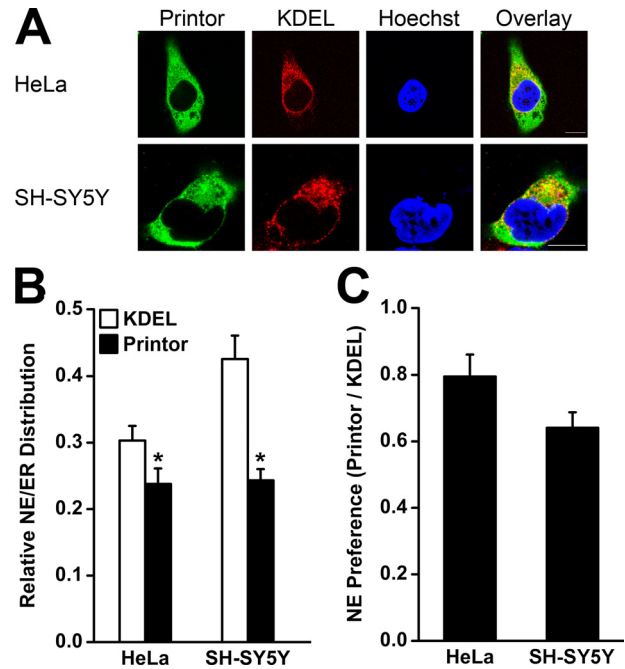 A
Printor KDEL Hoechst Overlay
HeLa
SH-SY5Y
B
Relative NE/ER Distribution
0.5
0.4
0.3
0.2
0.1
0.0
KDEL
Printor
* *
HeLa SH-SY5Y
C
NE Preference (Printor / KDEL)
1.0
0.8
0.6
0.4
0.2
0.0
HeLa SH-SY5Y